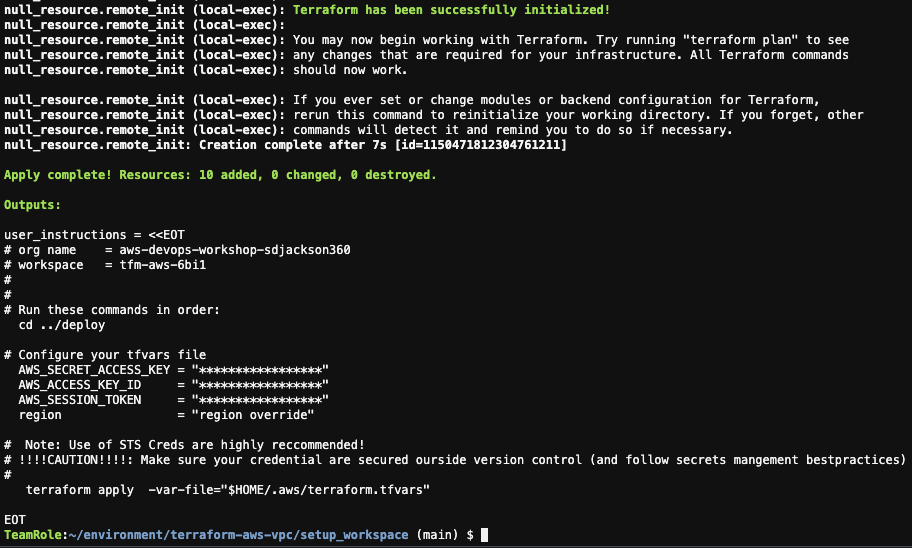 null_resource.remote_init (local-exec): Terraform has been successfully initialized!
null_resource.remote_init (local-exec):
null_resource.remote_init (local-exec): You may now begin working with Terraform. Try running "terraform plan" to see
null_resource.remote_init (local-exec): any changes that are required for your infrastructure. All Terraform commands
null_resource.remote_init (local-exec): should now work.
null_resource.remote_init (local-exec): If you ever set or change modules or backend configuration for Terraform,
null_resource.remote_init (local-exec): rerun this command to reinitialize your working directory. If you forget, other
null_resource.remote_init (local-exec): commands will detect it and remind you to do so if necessary.
null_resource.remote_init: Creation complete after 7s [id=1150471812304761211]
Apply complete! Resources: 10 added, 0 changed, 0 destroyed.
Outputs:
user_instructions = <<EOT
# org name    = aws-devops-workshop-sdjackson360
# workspace   = tfm-aws-6bi1
#
#
# Run these commands in order:
  cd ../deploy
# Configure your tfvars file
  AWS_SECRET_ACCESS_KEY = "*****************"
  AWS_ACCESS_KEY_ID     = "*****************"
  AWS_SESSION_TOKEN     = "*****************"
  region                = "region override"
#  Note: Use of STS Creds are highly reccommended!
# !!!!CAUTION!!!!: Make sure your credential are secured ourside version control (and follow secrets mangement bestpractices)
#
   terraform apply  -var-file="$HOME/.aws/terraform.tfvars"
EOT
TeamRole:~/environment/terraform-aws-vpc/setup_workspace (main) $